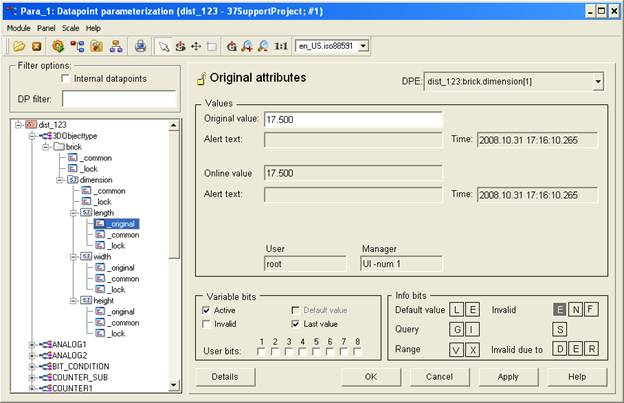 Para_1: Datapoint parameterization (dist_123 - 37SupportProject; #1)
Module Panel Scale Help
1:1 en_US.iso88591
Filter options:
Internal datapoints
DP filter:
dist_123
3DObjecttype
brick
_common
_lock
dimension
_common
_lock
length
_original
_common
_lock
width
_original
_common
_lock
height
_original
_common
_lock
ANALOG1
ANALOG2
BIT_CONDITION
COUNTER_SUB
COUNTER1
Original attributes
DPE: dist_123:brick.dimension[1]
Values
Original value: 17.500
Alert text: Time: 2008.10.31 17:16:10.265
Online value 17.500
Alert text: Time: 2008.10.31 17:16:10.265
User Manager
root UI -num 1
Variable bits
Active Default value
Invalid Last value
1 2 3 4 5 6 7 8
User bits:
Info bits
Default value L E Invalid E N F
Query G I S
Range V X Invalid due to D E R
Details OK Cancel Apply Help